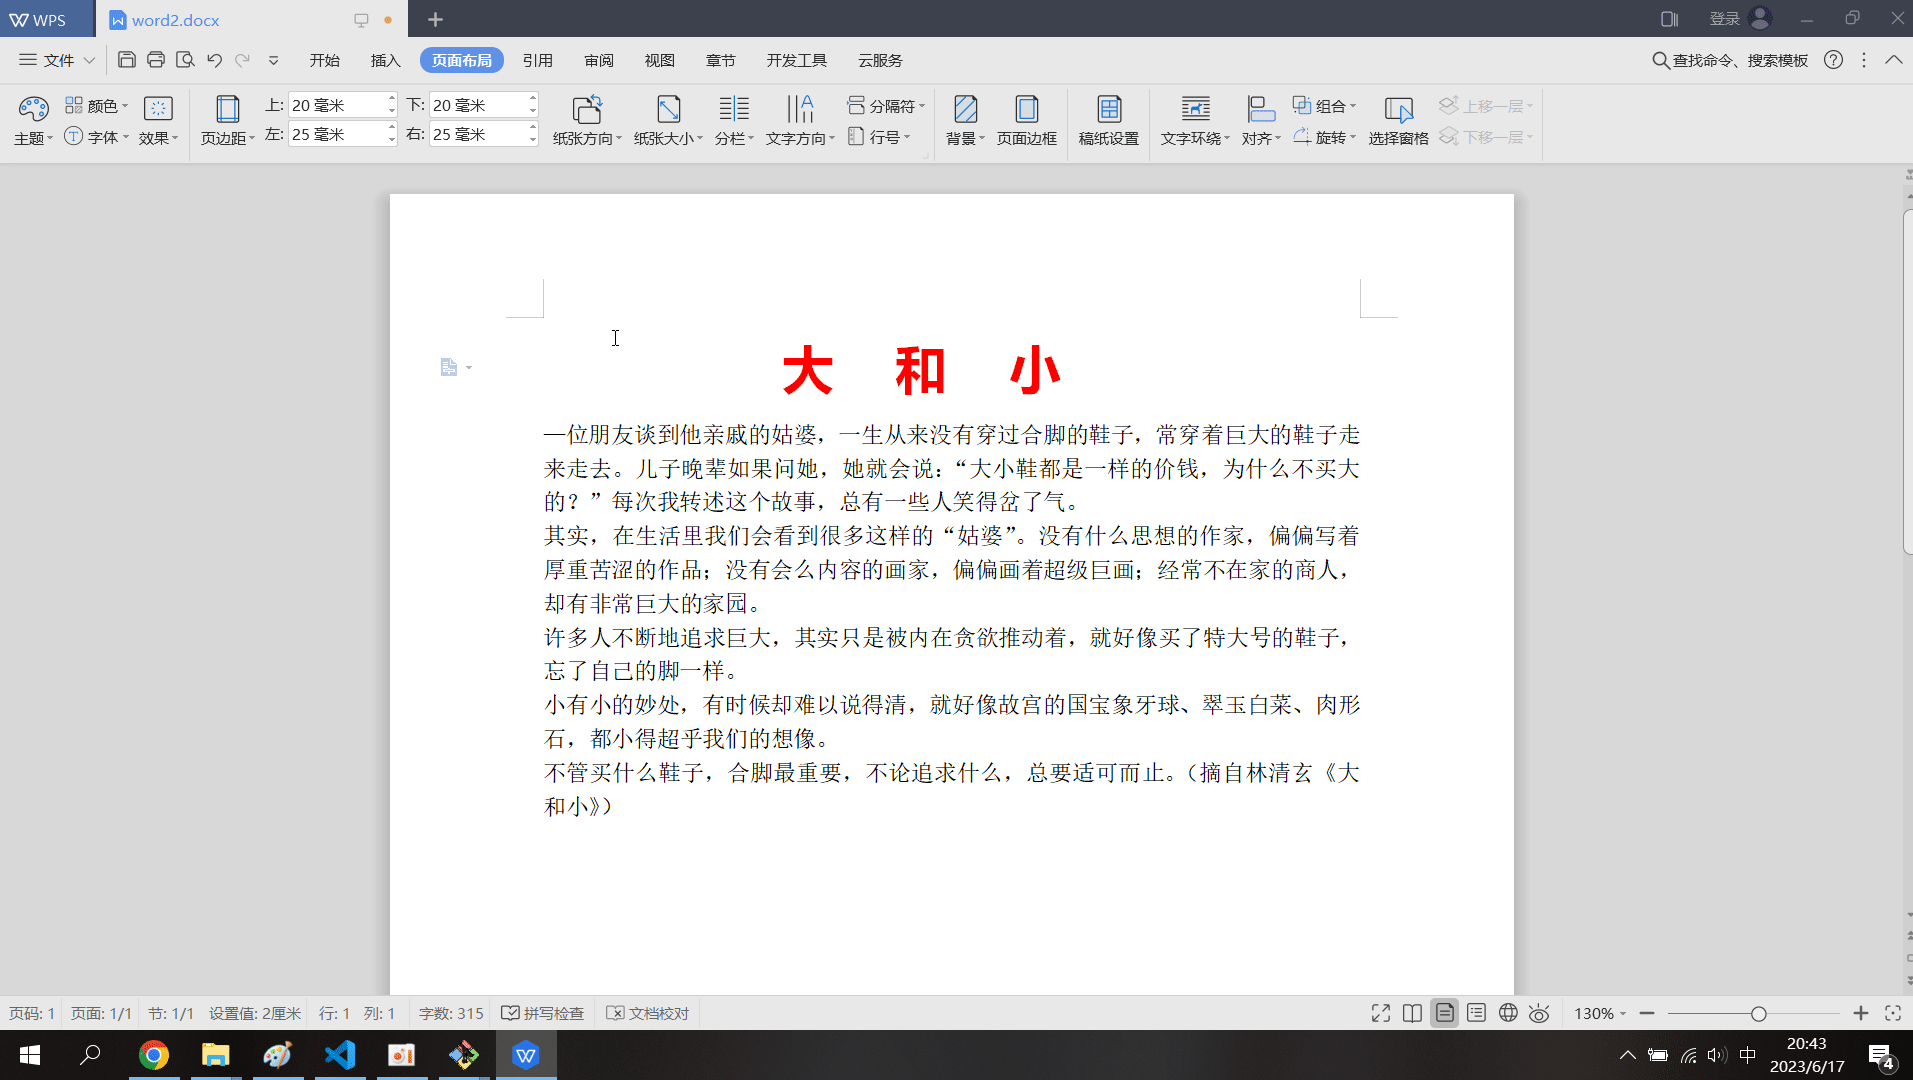 WPS
word2.docx
登录
文件
开始 插入 页面布局 引用 审阅 视图 章节 开发工具 云服务
查找命令、搜索模板
主题
颜色
字体
效果
页边距
上: 20 毫米
下: 20 毫米
左: 25 毫米
右: 25 毫米
纸张方向
纸张大小
分栏
文字方向
分隔符
行号
背景
页面边框
稿纸设置
文字环绕
对齐
组合
旋转
选择窗格
上移一层
下移一层
大 和 小
一位朋友谈到他亲戚的姑婆，一生从来没有穿过合脚的鞋子，常穿着巨大的鞋子走
来走去。儿子晚辈如果问她，她就会说：“大小鞋都是一样的价钱，为什么不买大
的？”每次我转述这个故事，总有一些人笑得岔了气。
其实，在生活里我们会看到很多这样的“姑婆”。没有什么思想的作家，偏偏写着
厚重苦涩的作品；没有会么内容的画家，偏偏画着超级巨画；经常不在家的商人，
却有非常巨大的家园。
许多人不断地追求巨大，其实只是被内在贪欲推动着，就好像买了特大号的鞋子，
忘了自己的脚一样。
小有小的妙处，有时候却难以说得清，就好像故宫的国宝象牙球、翠玉白菜、肉形
石，都小得超乎我们的想像。
不管买什么鞋子，合脚最重要，不论追求什么，总要适可而止。（摘自林清玄《大
和小》）
页码: 1 页面: 1/1 节: 1/1 设置值: 2厘米 行: 1 列: 1 字数: 315 拼写检查 文档校对
130%
中
20:43
2023/6/17
4